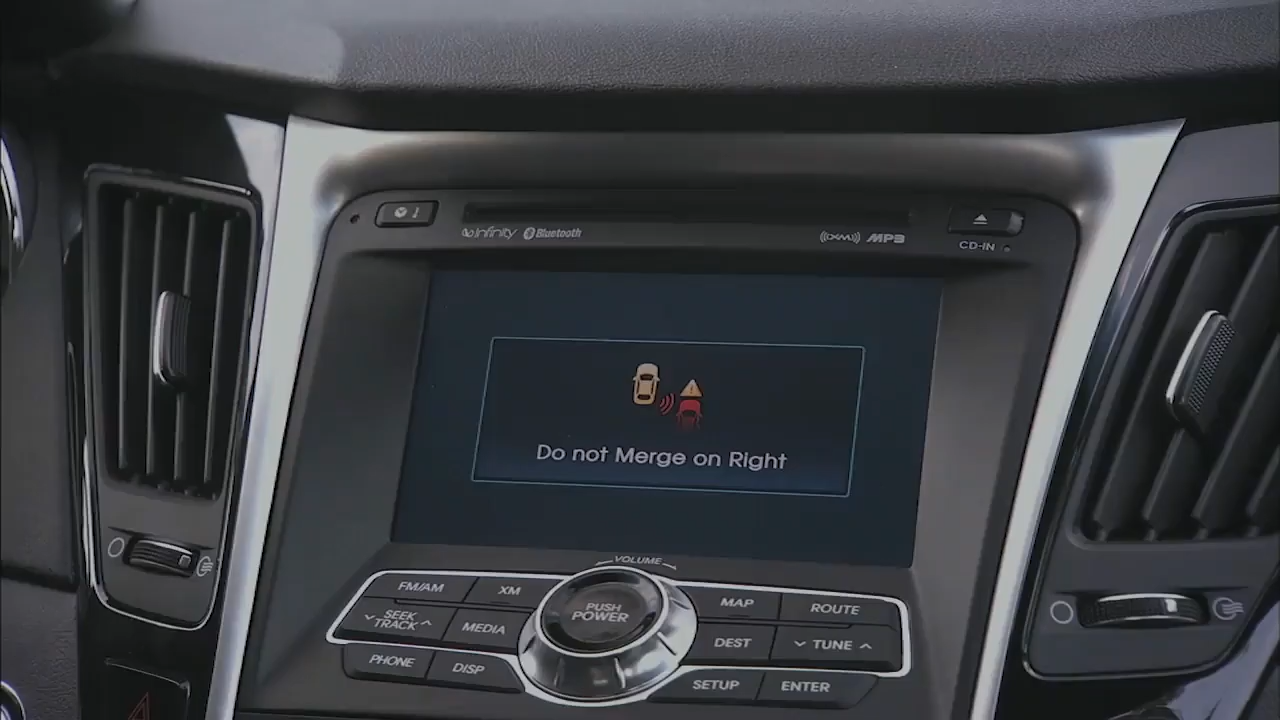 infinity Bluetooth
XM MP3
CD-IN
Do not Merge on Right
VOLUME
FM/AM
XM
SEEK
TRACK
MEDIA
PHONE
DISP
PUSH
POWER
MAP
ROUTE
DEST
TUNE
SETUP
ENTER